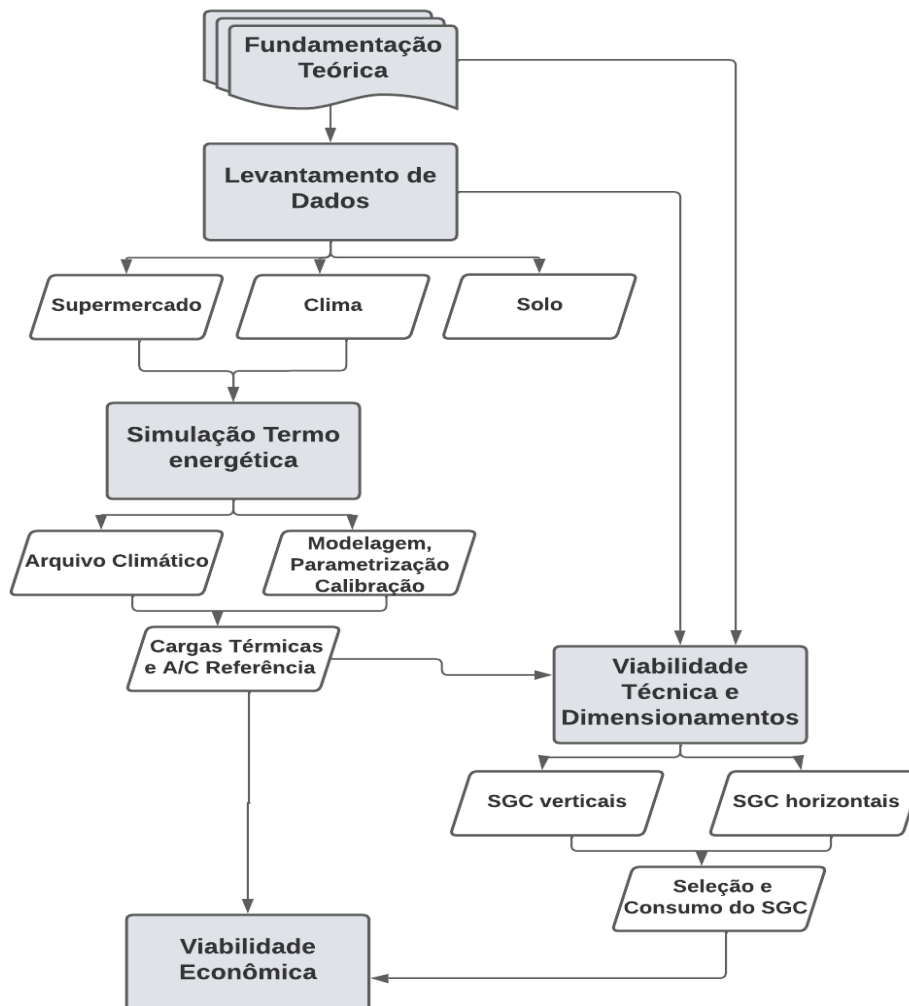 Fundamentação
Teórica
Levantamento de
Dados
Supermercado
Clima
Solo
Simulação Termo
energética
Arquivo Climático
Modelagem,
Parametrização
Calibração
Cargas Térmicas
e A/C Referência
Viabilidade
Técnica e
Dimensionamentos
SGC verticais
SGC horizontais
Seleção e
Consumo do SGC
Viabilidade
Econômica